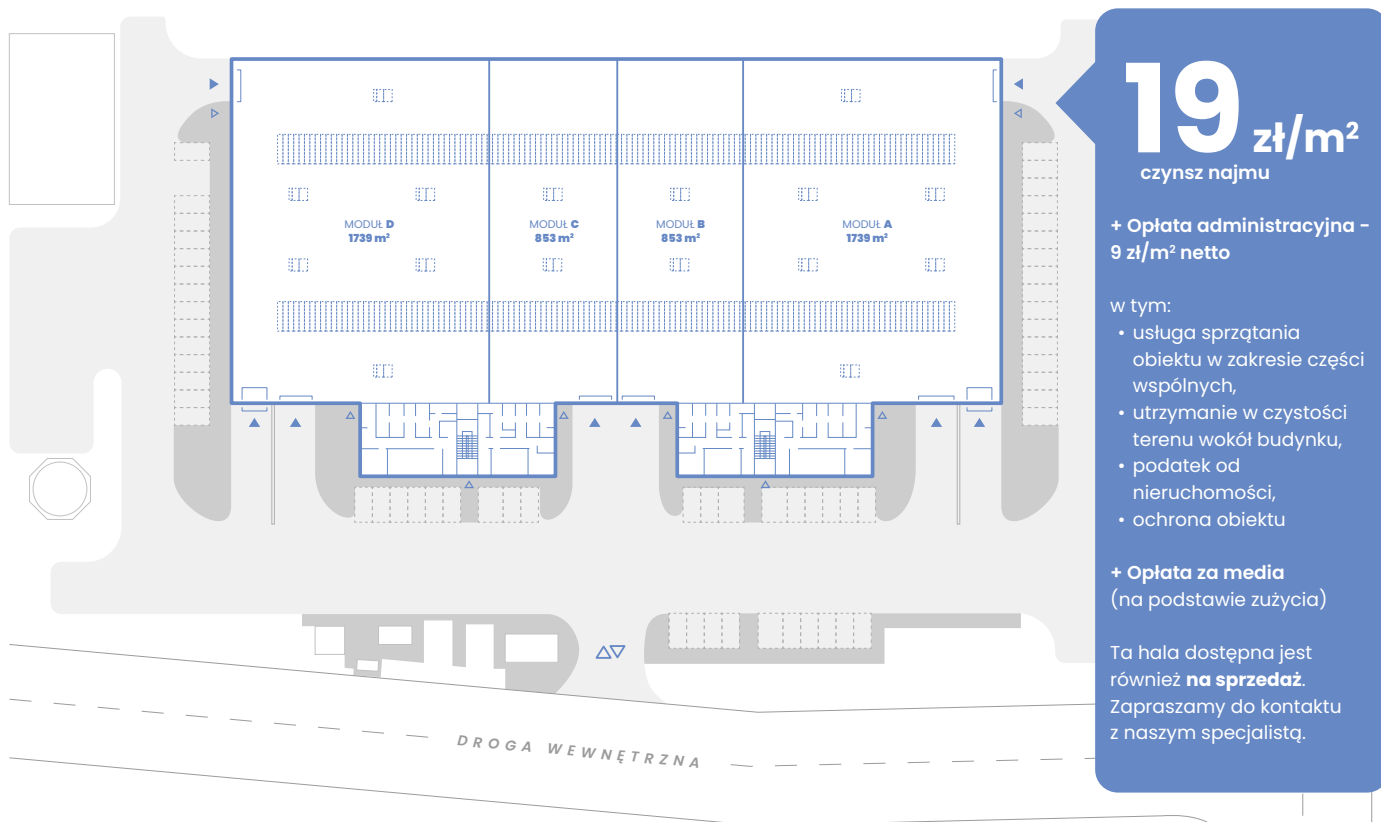 MODUŁ D
1739 m²
MODUŁ C
853 m²
MODUŁ B
853 m²
MODUŁ A
1739 m²
DROGA WEWNĘTRZNA
19 zł/m²
czynsz najmu
+ Opłata administracyjna -
9 zł/m² netto
w tym:
• usługa sprzątania
obiektu w zakresie części
wspólnych,
• utrzymanie w czystości
terenu wokół budynku,
• podatek od
nieruchomości,
• ochrona obiektu
+ Opłata za media
(na podstawie zużycia)
Ta hala dostępna jest
również na sprzedaż.
Zapraszamy do kontaktu
z naszym specjalistą.